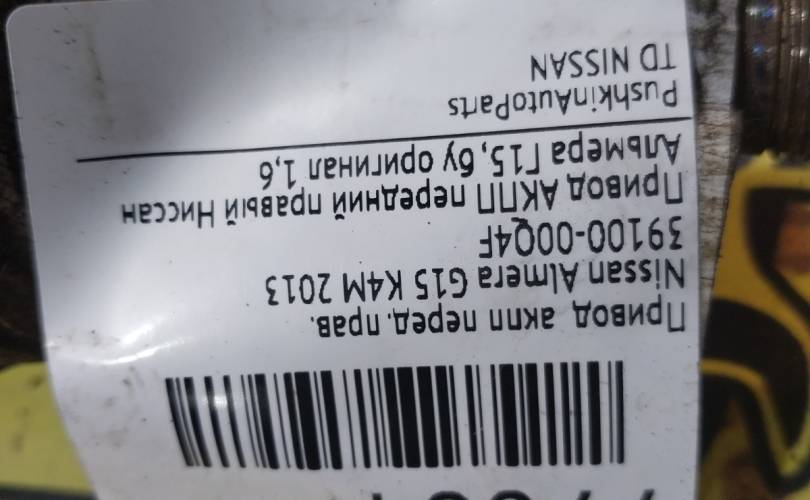 Привод акпп перед.прав.
Nissan Almera G15 K4M 2013
39100-00Q4F
Привод АКПП передний правый Ниссан
Альмера Г15, бу оригинал 1,6
PushkinAutoParts
TD NISSAN